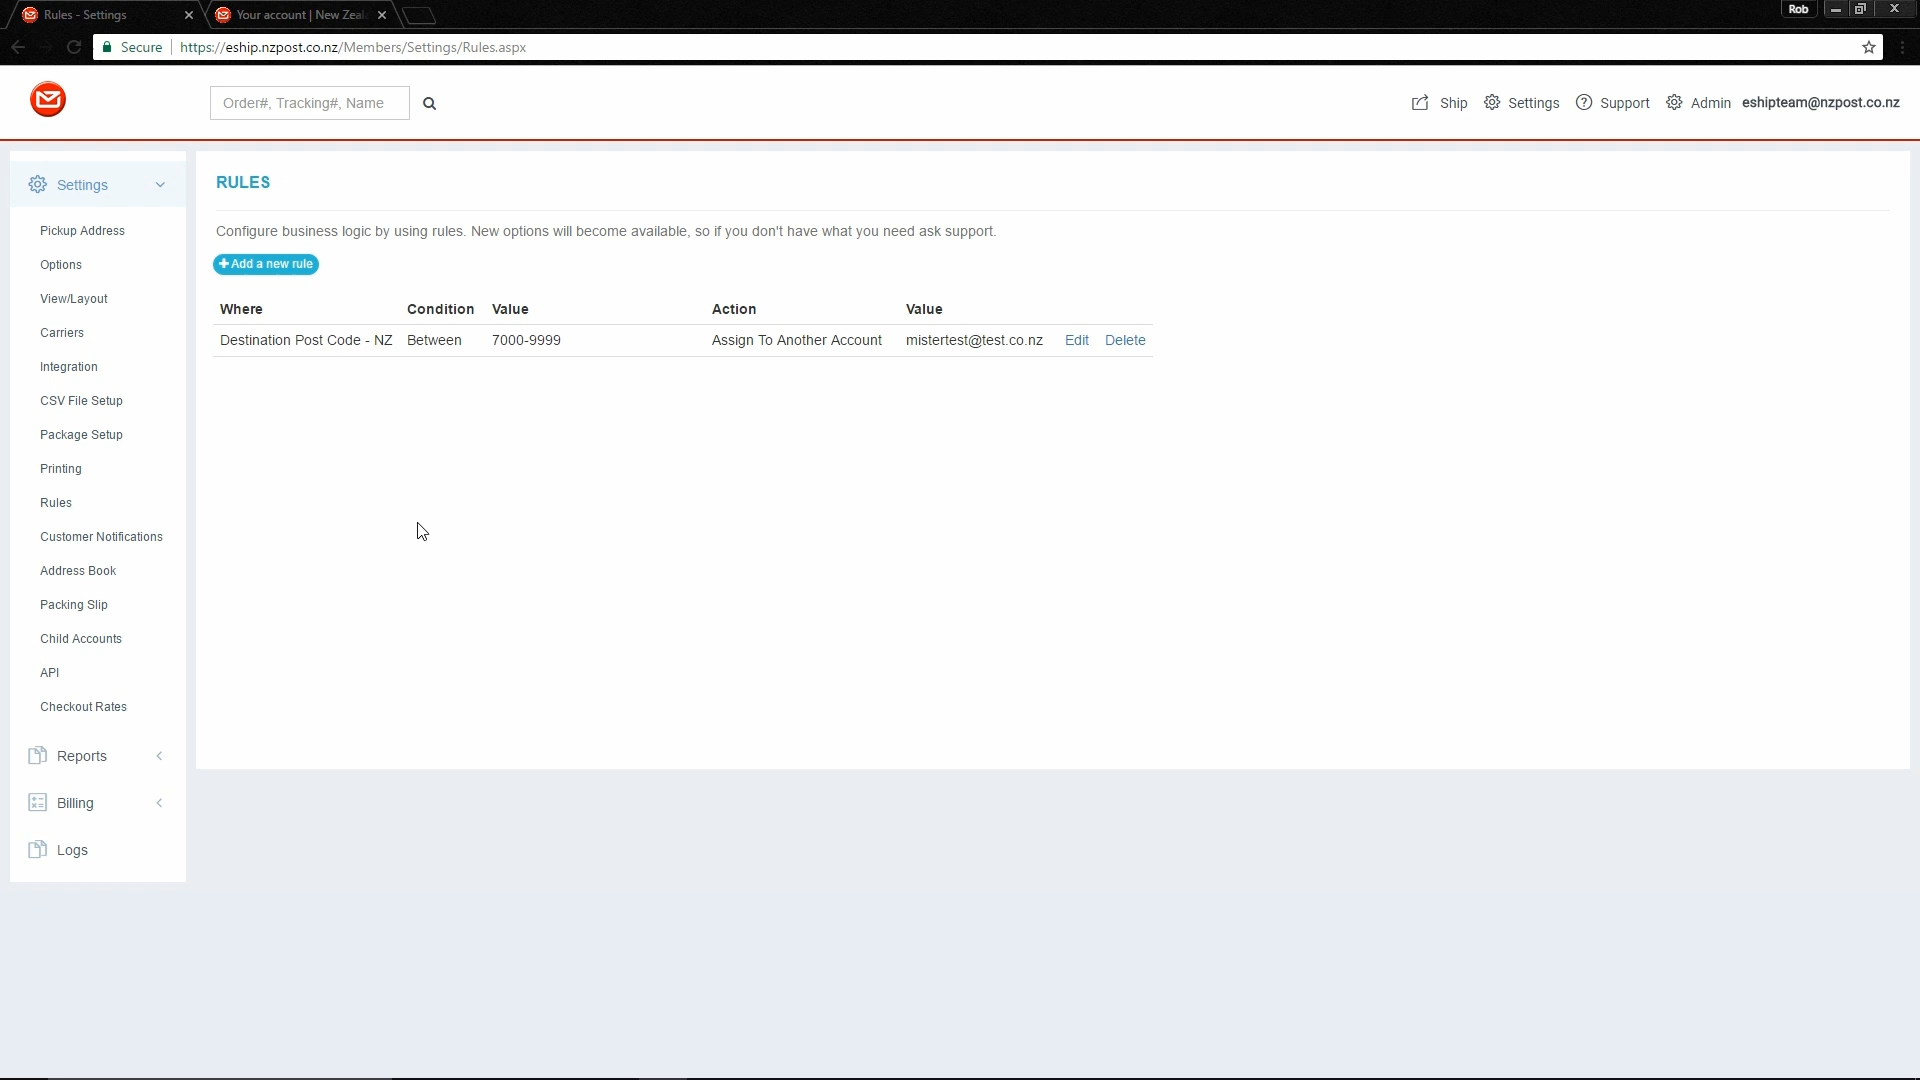 Rules - Settings
Your account | New Zeal
Rob
Secure
https://eship.nzpost.co.nz/Members/Settings/Rules.aspx
Order#, Tracking#, Name
Ship
Settings
Support
Admin
eshipteam@nzpost.co.nz
Settings
Pickup Address
Options
View/Layout
Carriers
Integration
CSV File Setup
Package Setup
Printing
Rules
Customer Notifications
Address Book
Packing Slip
Child Accounts
API
Checkout Rates
Reports
Billing
Logs
RULES
Configure business logic by using rules. New options will become available, so if you don't have what you need ask support.
Add a new rule
Where Condition Value Action Value
Destination Post Code - NZ Between 7000-9999 Assign To Another Account mistertest@test.co.nz Edit Delete